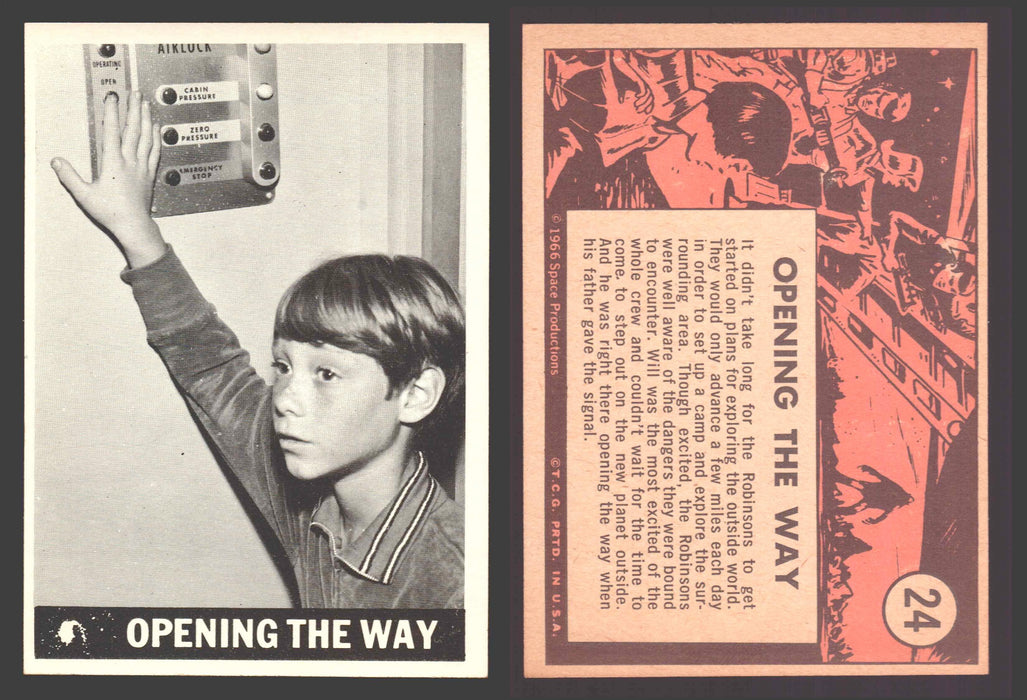 AIRLOCK
OPERATING
OPEN
CABIN
PRESSURE
ZERO
PRESSURE
EMERGENCY
STOP
OPENING THE WAY
24
OPENING THE WAY
It didn't take long for the Robinsons to get
started on plans for exploring the outside world.
They would only advance a few miles each day
in order to set up a camp and explore the sur-
rounding area. Though excited, the Robinsons
were well aware of the dangers they were bound
to encounter. Will was the most excited of the
whole crew and couldn't wait for the time to
come, to step out on the new planet outside.
And he was right there opening the way when
his father gave the signal.
© 1966 Space Productions
© T.C.G. PRTD. IN U.S.A.